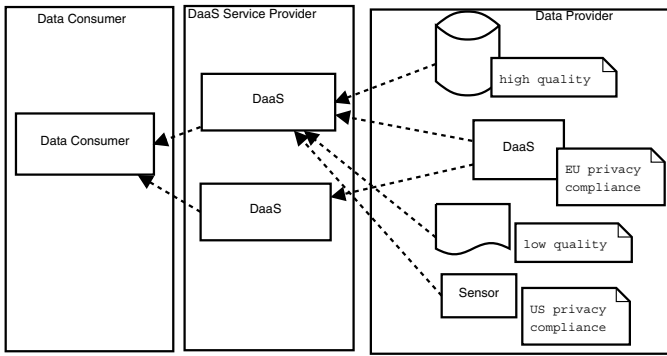 Data Consumer
DaaS Service Provider
Data Provider
high quality
DaaS
Data Consumer
DaaS
EU privacy
compliance
DaaS
low quality
Sensor
US privacy
compliance